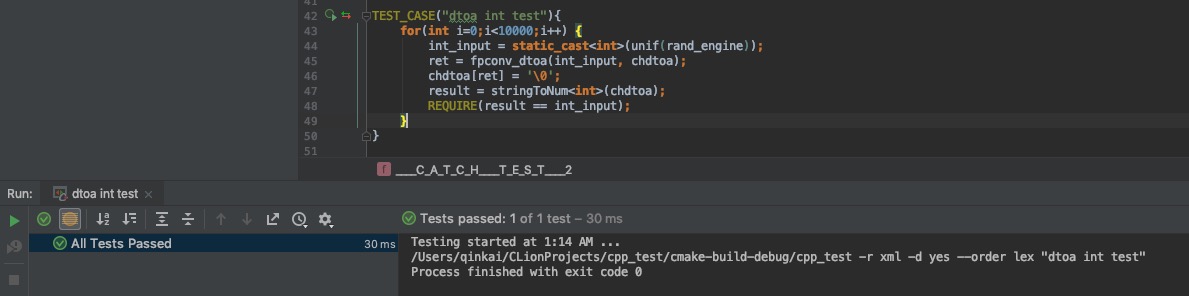 41
42 TEST_CASE("dtoa int test"){
43 for(int i=0;i<10000;i++) {
44 int_input = static_cast<int>(unif(rand_engine));
45 ret = fpconv_dtoa(int_input, chdtoa);
46 chdtoa[ret] = '\0';
47 result = stringToNum<int>(chdtoa);
48 REQUIRE(result == int_input);
49 }
50 }
51
f ____C_A_T_C_H____T_E_S_T____2
Run: dtoa int test ×
Tests passed: 1 of 1 test – 30 ms
All Tests Passed 30 ms
Testing started at 1:14 AM ...
/Users/qinkai/CLionProjects/cpp_test/cmake-build-debug/cpp_test -r xml -d yes --order lex "dtoa int test"
Process finished with exit code 0